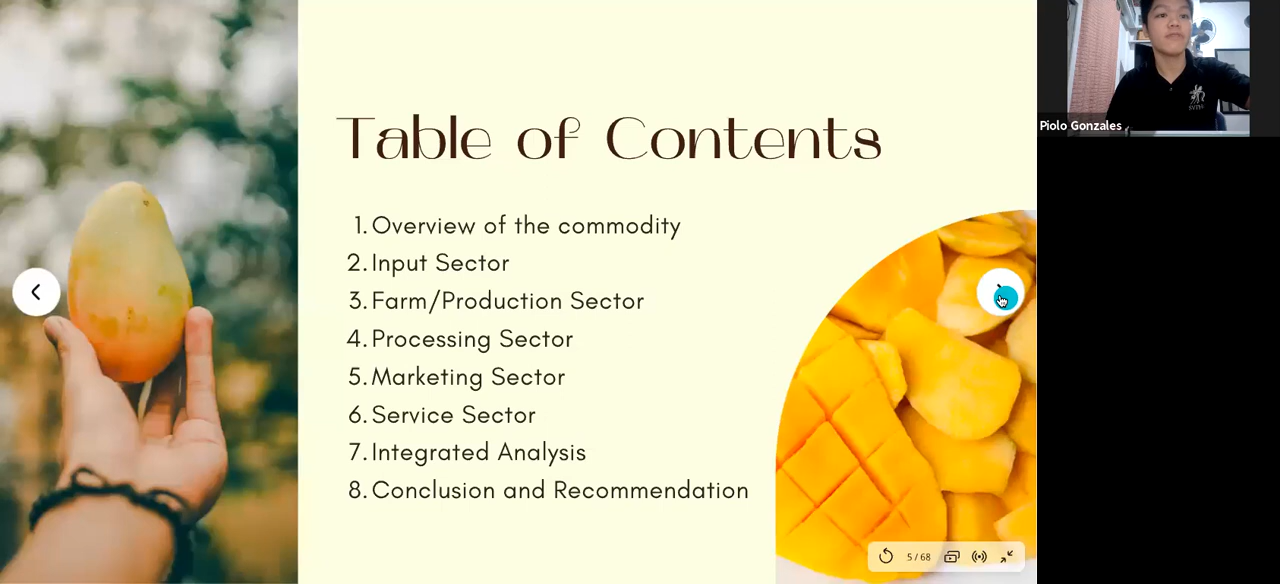 Table of Contents
1. Overview of the commodity
2. Input Sector
3. Farm/Production Sector
4. Processing Sector
5. Marketing Sector
6. Service Sector
7. Integrated Analysis
8. Conclusion and Recommendation
5 / 68
Piolo Gonzales